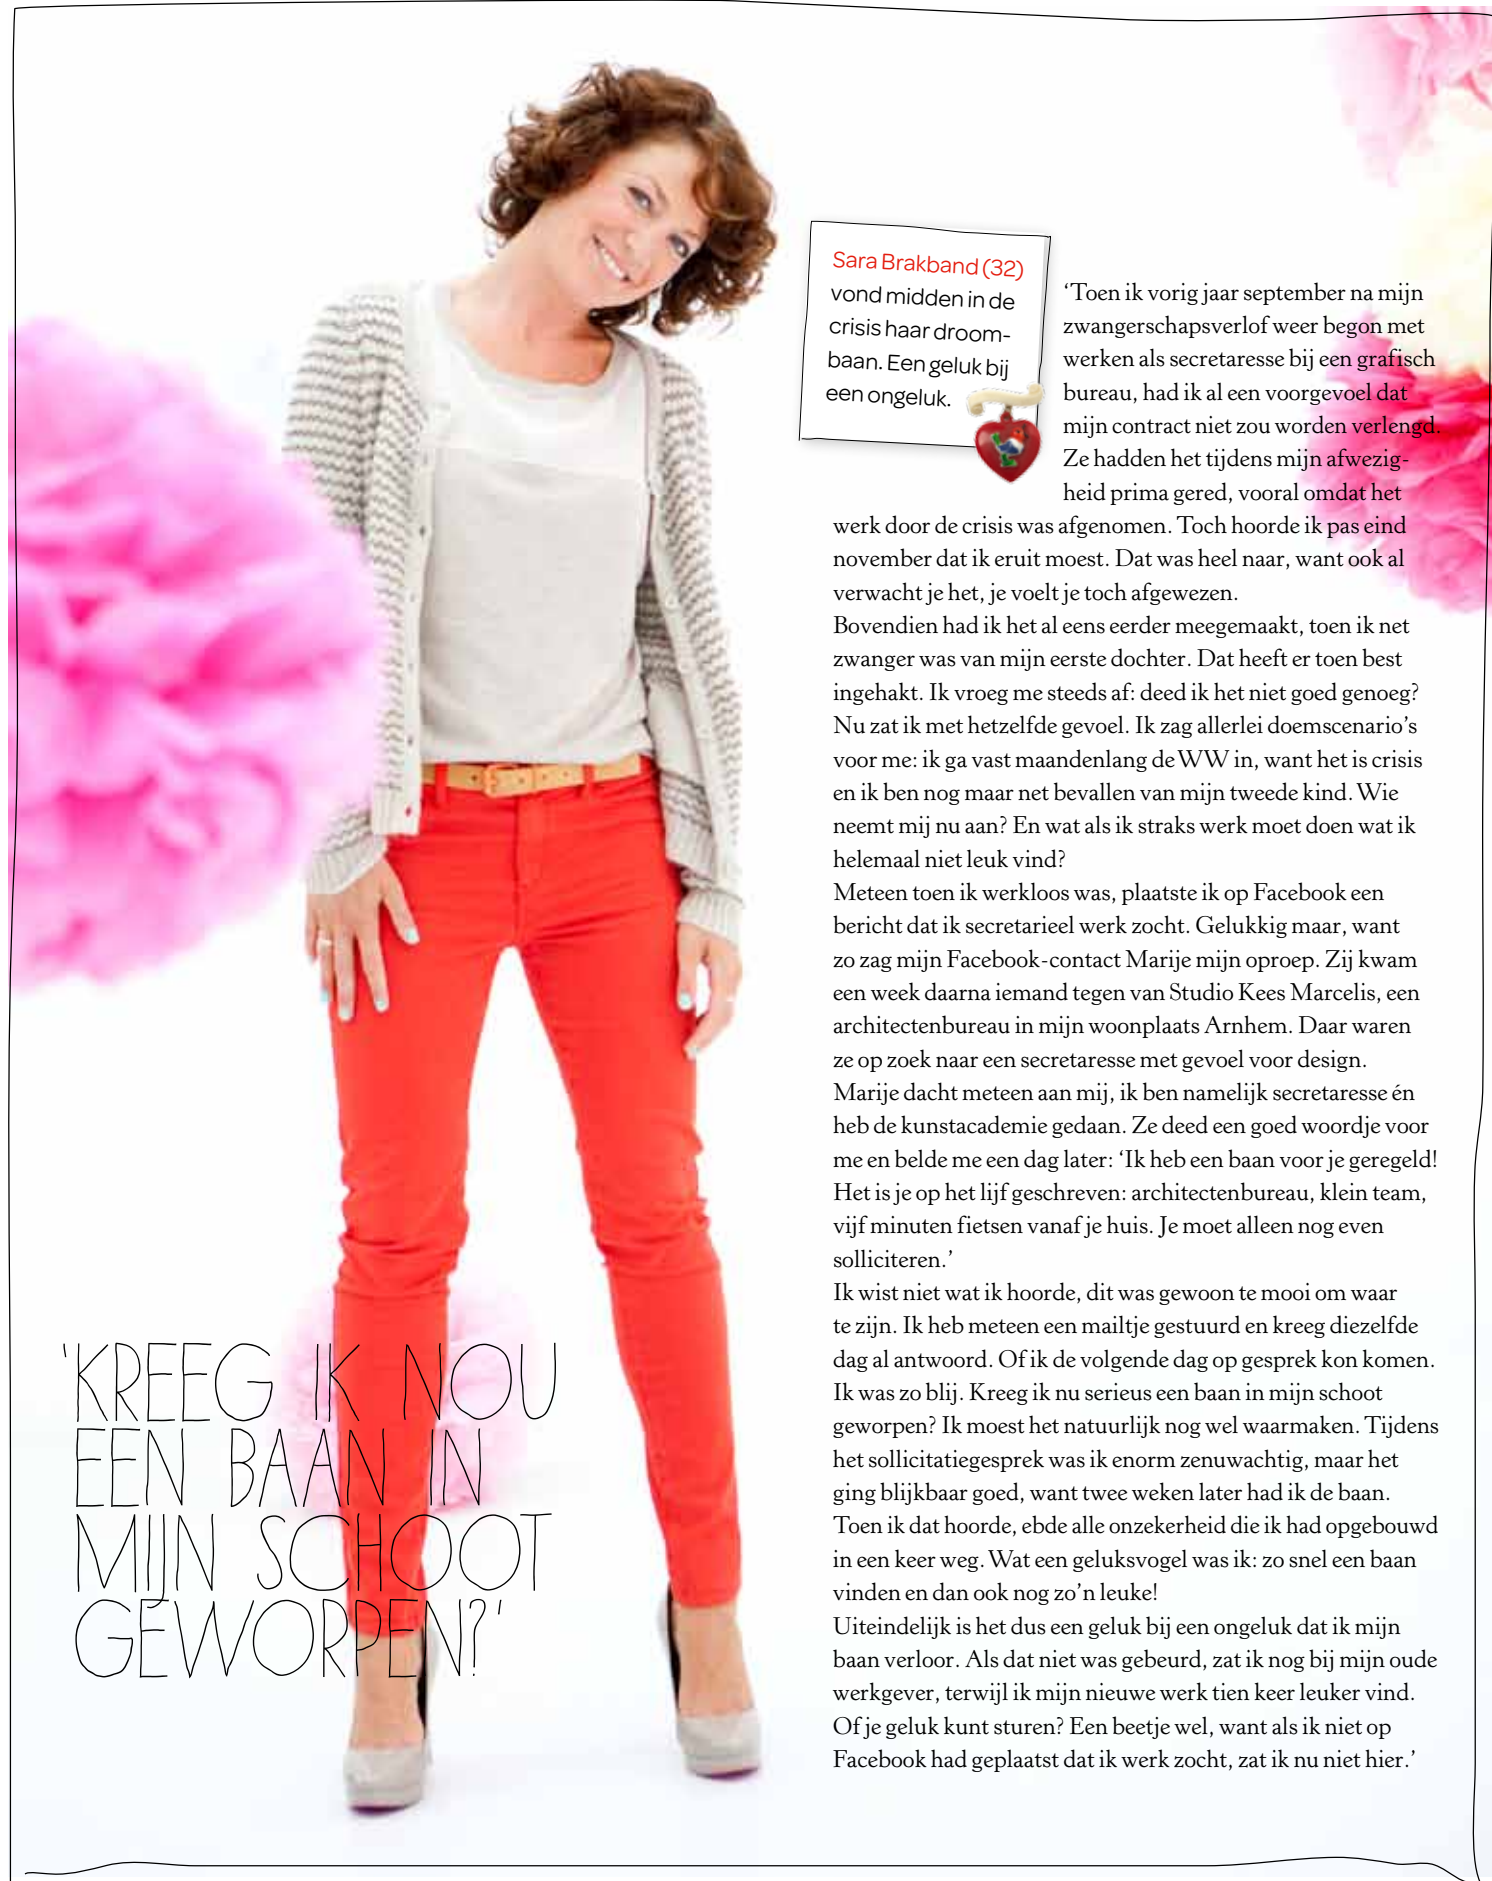 Sara Brakband (32)
vond midden in de
crisis haar droom-
baan. Een geluk bij
een ongeluk.
‘Toen ik vorig jaar september na mijn
zwangerschapsverlof weer begon met
werken als secretaresse bij een grafisch
bureau, had ik al een voorgevoel dat
mijn contract niet zou worden verlengd.
Ze hadden het tijdens mijn afwezig-
heid prima gered, vooral omdat het
werk door de crisis was afgenomen. Toch hoorde ik pas eind
november dat ik eruit moest. Dat was heel naar, want ook al
verwacht je het, je voelt je toch afgewezen.
Bovendien had ik het al eens eerder meegemaakt, toen ik net
zwanger was van mijn eerste dochter. Dat heeft er toen best
ingehakt. Ik vroeg me steeds af: deed ik het niet goed genoeg?
Nu zat ik met hetzelfde gevoel. Ik zag allerlei doemscenario’s
voor me: ik ga vast maandenlang de WW in, want het is crisis
en ik ben nog maar net bevallen van mijn tweede kind. Wie
neemt mij nu aan? En wat als ik straks werk moet doen wat ik
helemaal niet leuk vind?
Meteen toen ik werkloos was, plaatste ik op Facebook een
bericht dat ik secretarieel werk zocht. Gelukkig maar, want
zo zag mijn Facebook-contact Marije mijn oproep. Zij kwam
een week daarna iemand tegen van Studio Kees Marcelis, een
architectenbureau in mijn woonplaats Arnhem. Daar waren
ze op zoek naar een secretaresse met gevoel voor design.
Marije dacht meteen aan mij, ik ben namelijk secretaresse én
heb de kunstacademie gedaan. Ze deed een goed woordje voor
me en belde me een dag later: ‘Ik heb een baan voor je geregeld!
Het is je op het lijf geschreven: architectenbureau, klein team,
vijf minuten fietsen vanaf je huis. Je moet alleen nog even
solliciteren.’
Ik wist niet wat ik hoorde, dit was gewoon te mooi om waar
te zijn. Ik heb meteen een mailtje gestuurd en kreeg diezelfde
dag al antwoord. Of ik de volgende dag op gesprek kon komen.
Ik was zo blij. Kreeg ik nu serieus een baan in mijn schoot
geworpen? Ik moest het natuurlijk nog wel waarmaken. Tijdens
het sollicitatiegesprek was ik enorm zenuwachtig, maar het
ging blijkbaar goed, want twee weken later had ik de baan.
Toen ik dat hoorde, ebde alle onzekerheid die ik had opgebouwd
in een keer weg. Wat een geluksvogel was ik: zo snel een baan
vinden en dan ook nog zo’n leuke!
Uiteindelijk is het dus een geluk bij een ongeluk dat ik mijn
baan verloor. Als dat niet was gebeurd, zat ik nog bij mijn oude
werkgever, terwijl ik mijn nieuwe werk tien keer leuker vind.
Of je geluk kunt sturen? Een beetje wel, want als ik niet op
Facebook had geplaatst dat ik werk zocht, zat ik nu niet hier.’
'KREEG IK NOU
EEN BAAN IN
MIJN SCHOOT
GEWORPEN?'